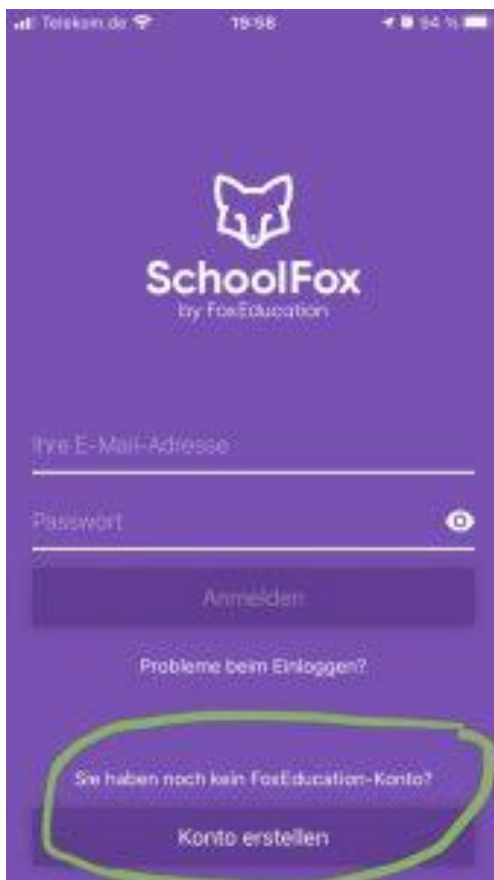 Telekom.de 19:58 94 %
SchoolFox
by FoxEducation
Ihre E-Mail-Adresse
Passwort
Anmelden
Probleme beim Einloggen?
Sie haben noch kein FoxEducation-Konto?
Konto erstellen